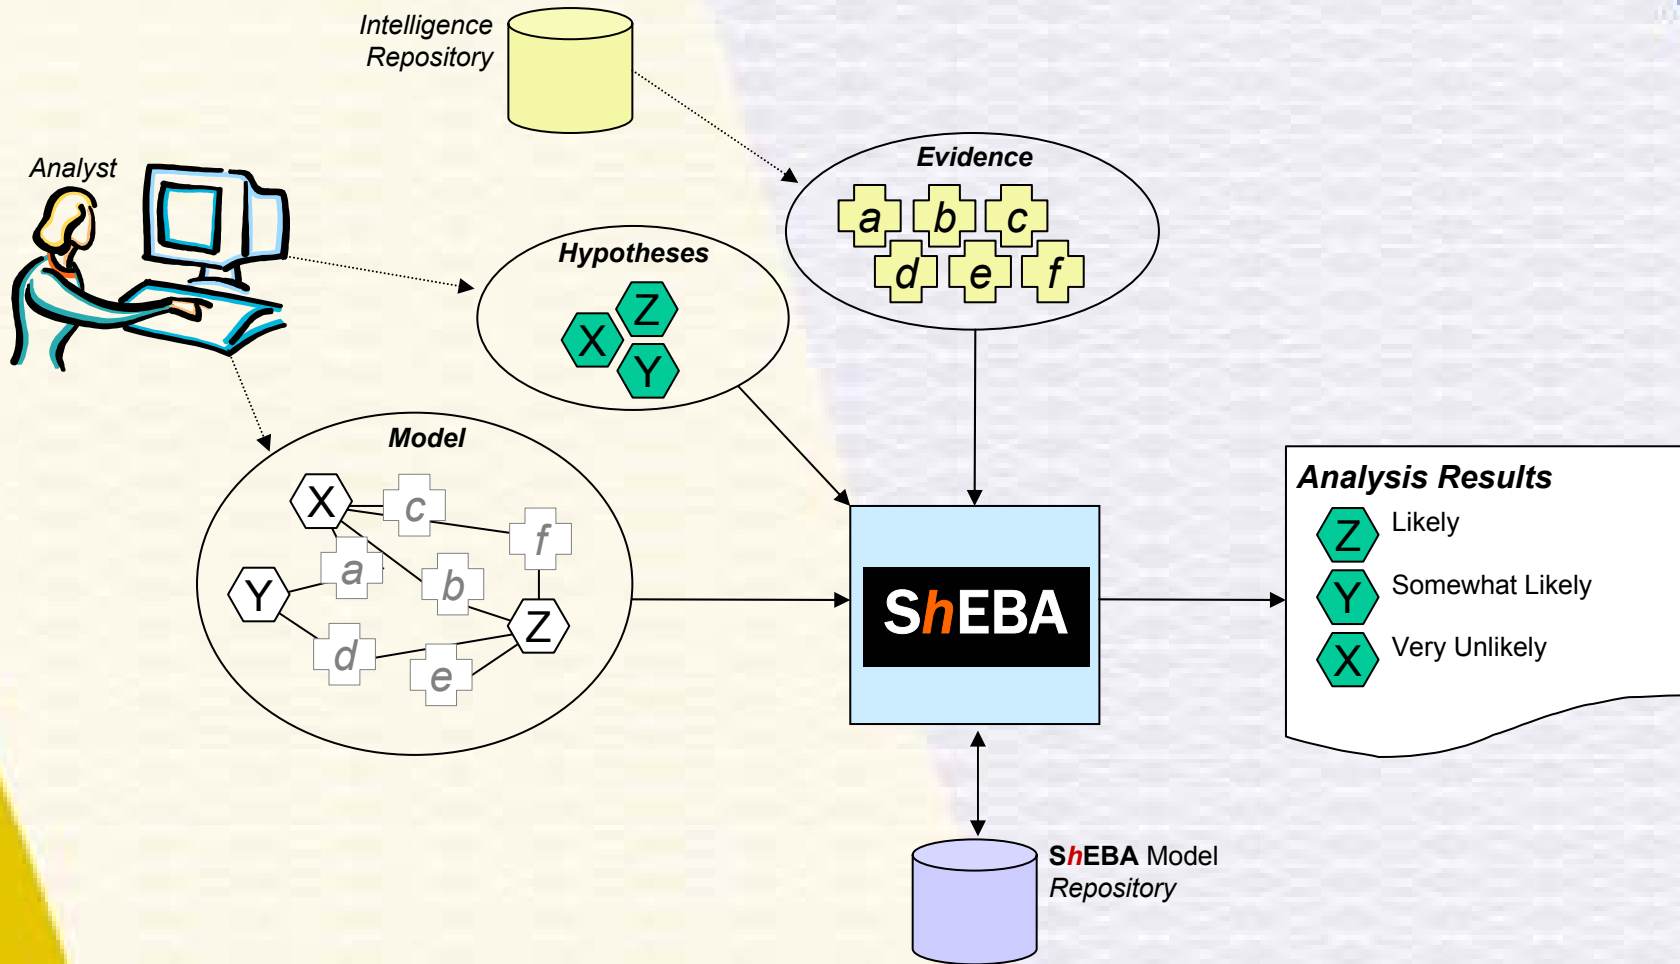 Intelligence
Repository
Analyst
Evidence
a b c
d e f
Hypotheses
Z
X
Y
Model
X c
f
a b
Y
Z
d
e
ShEBA
Analysis Results
Z Likely
Y Somewhat Likely
X Very Unlikely
ShEBA Model
Repository